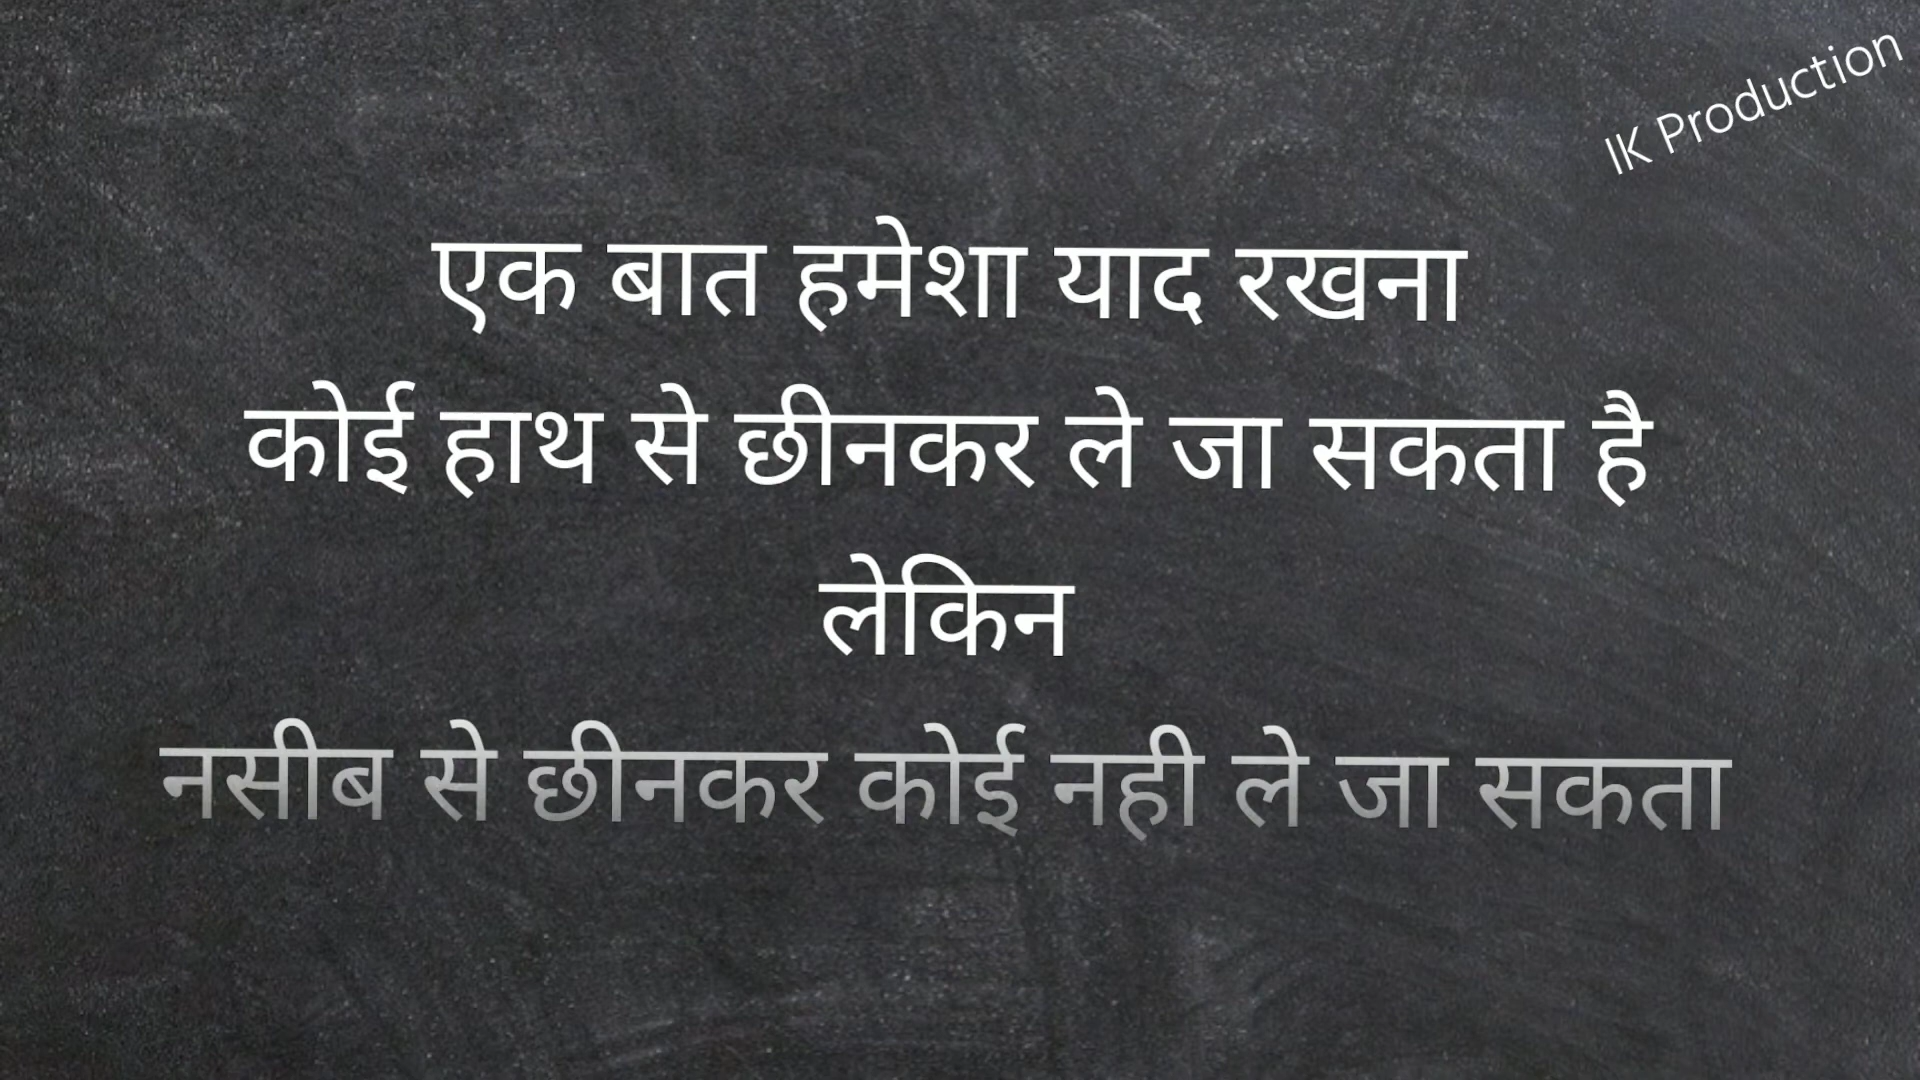 IK Production
एक बात हमेशा याद रखना
कोई हाथ से छीनकर ले जा सकता है
लेकिन
नसीब से छीनकर कोई नही ले जा सकता